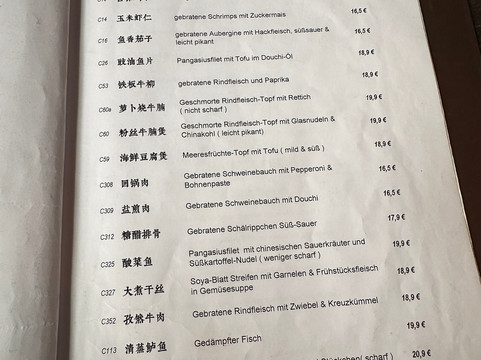 C14 玉米虾仁 gebratene Schrimps mit Zuckermais 16,5 €
C18 鱼香茄子 gebratene Aubergine mit Hackfleisch, süßsauer &
leicht pikant 16,5 €
C26 豉油鱼片 Pangasiusfilet mit Tofu im Douchi-Öl 18,9 €
C53 铁板牛柳 gebratene Rindfleisch und Paprika 18,9 €
C60a 萝卜烧牛腩 Geschmorte Rindfleisch-Topf mit Rettich
( nicht scharf ) 19,9 €
C60 粉丝牛腩煲 Geschmorte Rindfleisch-Topf mit Glasnudeln &
Chinakohl ( leicht pikant) 19,9 €
C59 海鲜豆腐煲 Meeresfrüchte-Topf mit Tofu ( mild & süß ) 18,9 €
C308 回锅肉 Gebratene Schweinebauch mit Pepperoni &
Bohnenpaste 16,5 €
C309 盐煎肉 Gebratene Schweinebauch mit Douchi 16,5 €
C312 糖醋排骨 Gebratene Schälrippchen Süß-Sauer 17,9 €
C325 酸菜鱼 Pangasiusfilet mit chinesischen Sauerkräuter und
Süßkartoffel-Nudel ( weniger scharf ) 19,9 €
C327 大煮干丝 Soya-Blatt Streifen mit Garnelen & Frühstücksfleisch
in Gemüsesuppe 18,9 €
C352 孜然牛肉 Gebratene Rindfleisch mit Zwiebel & Kreuzkümmel 18,9 €
C113 清蒸鲈鱼 Gedämpfter Fisch 19,9 €
scharf ) 20,9 €